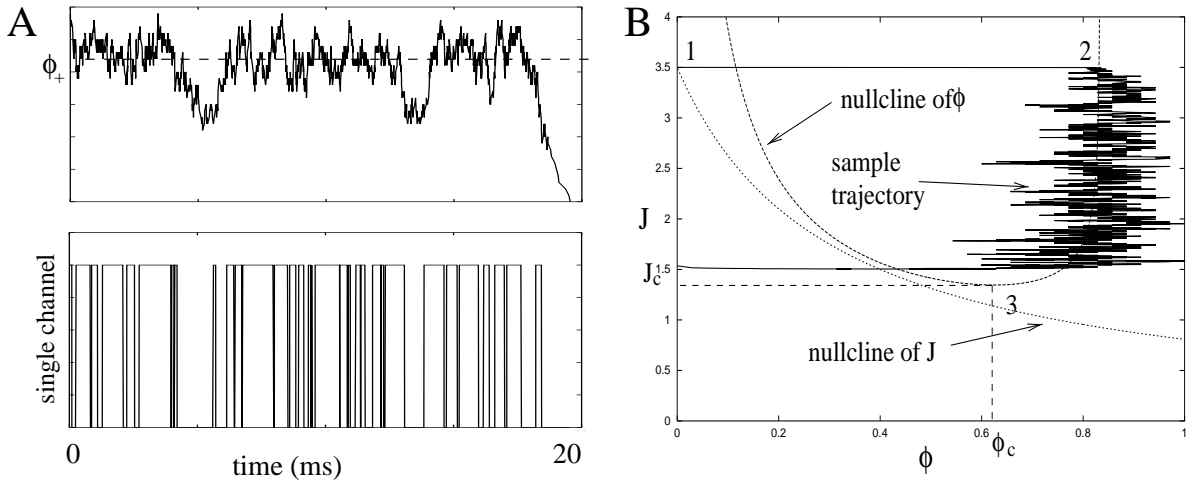 A
ϕ+
single channel
0
20
time (ms)
B
4
3.5
3
2.5
2
1.5
1
0.5
0
J
Jc
1
2
nullcline of ϕ
sample
trajectory
3
nullcline of J
0
0.2
0.4
0.6
0.8
1
ϕ
ϕc